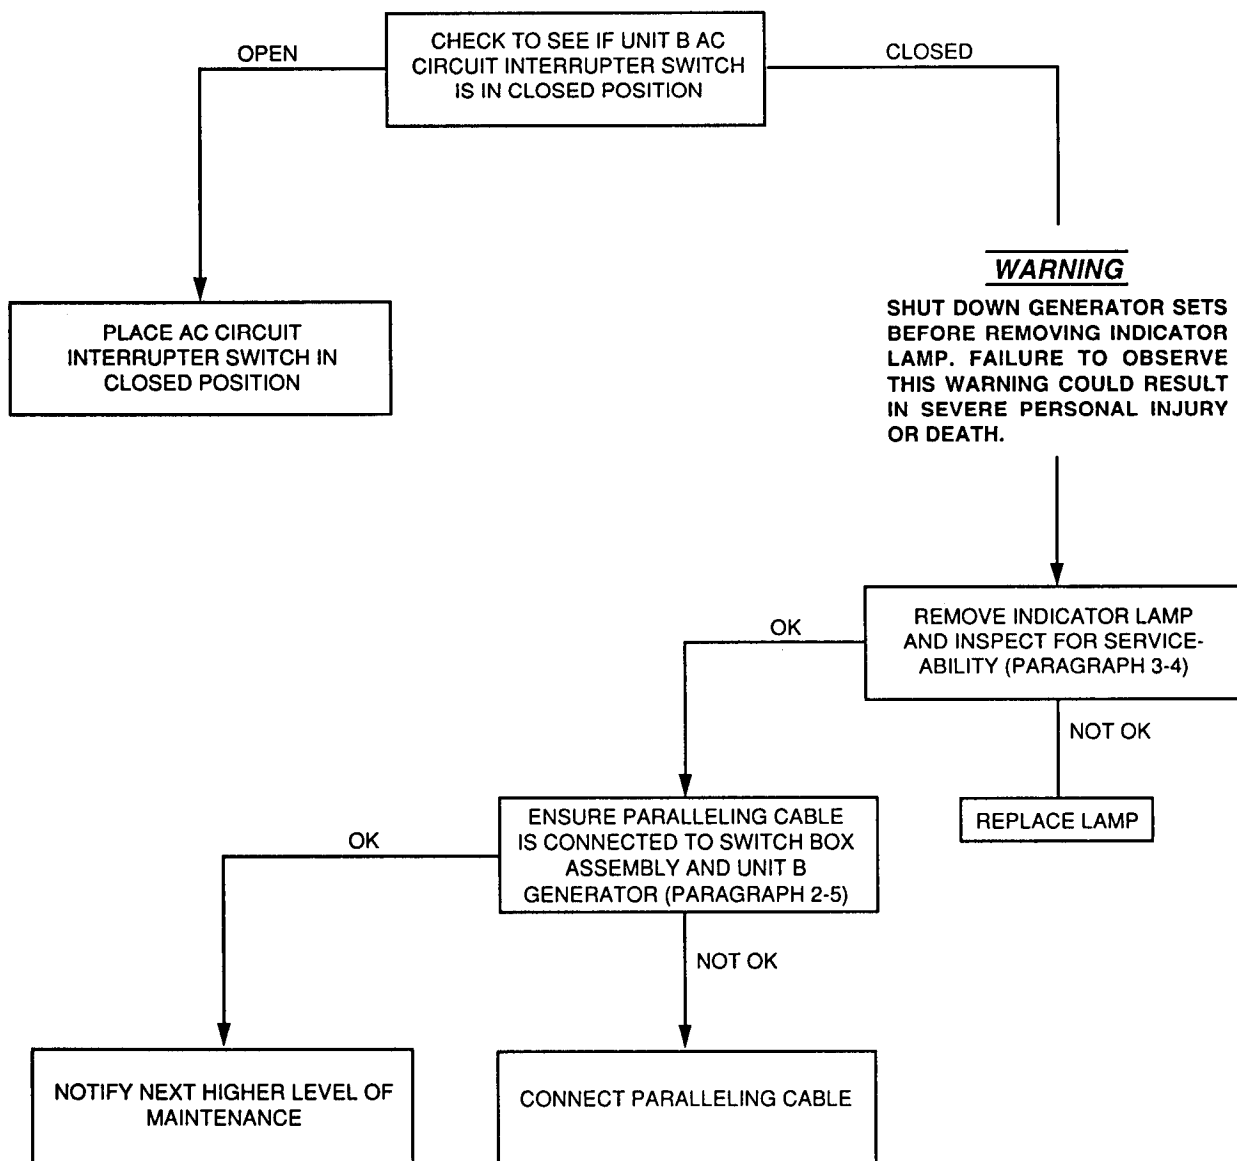 OPEN
CHECK TO SEE IF UNIT B AC
CIRCUIT INTERRUPTER SWITCH
IS IN CLOSED POSITION
CLOSED
PLACE AC CIRCUIT
INTERRUPTER SWITCH IN
CLOSED POSITION
WARNING
SHUT DOWN GENERATOR SETS
BEFORE REMOVING INDICATOR
LAMP. FAILURE TO OBSERVE
THIS WARNING COULD RESULT
IN SEVERE PERSONAL INJURY
OR DEATH.
OK
REMOVE INDICATOR LAMP
AND INSPECT FOR SERVICE-
ABILITY (PARAGRAPH 3-4)
NOT OK
REPLACE LAMP
OK
ENSURE PARALLELING CABLE
IS CONNECTED TO SWITCH BOX
ASSEMBLY AND UNIT B
GENERATOR (PARAGRAPH 2-5)
NOT OK
NOTIFY NEXT HIGHER LEVEL OF
MAINTENANCE
CONNECT PARALLELING CABLE